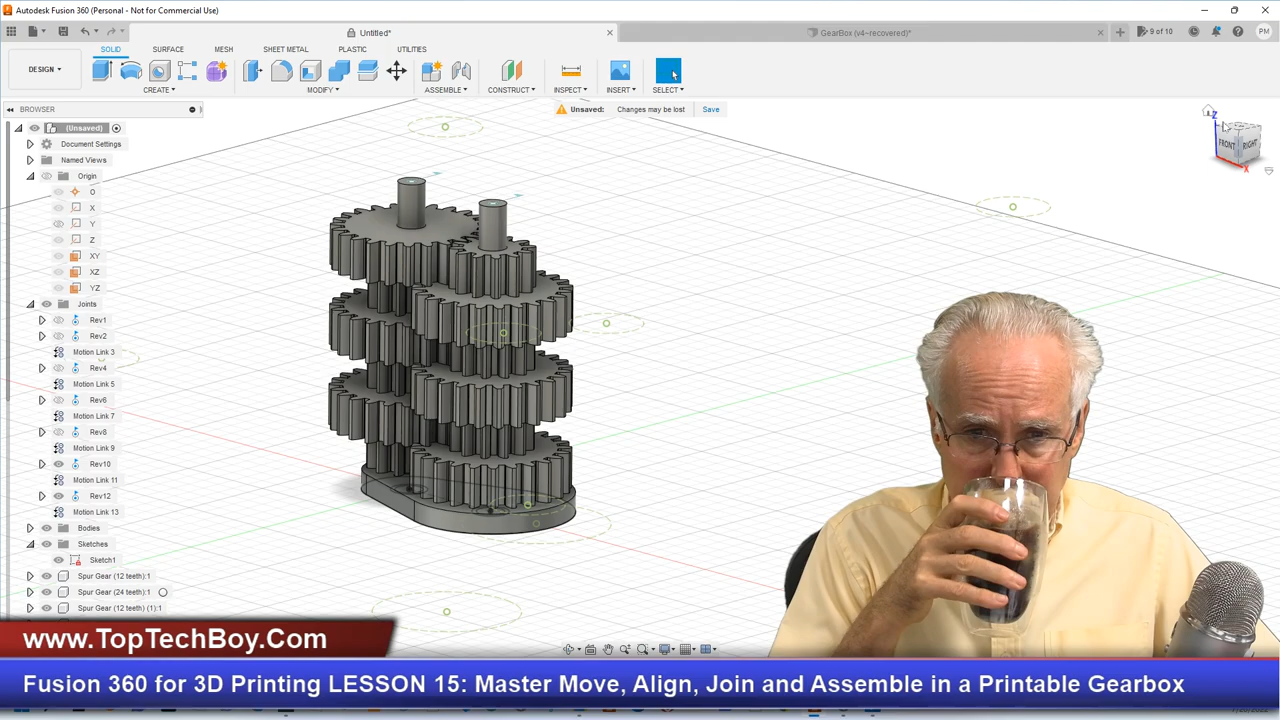 Autodesk Fusion 360 (Personal - Not for Commercial Use)
Untitled*
GearBox (v4~recovered)*
9 of 10
PM
DESIGN
SOLID
SURFACE
MESH
SHEET METAL
PLASTIC
UTILITIES
CREATE
MODIFY
ASSEMBLE
CONSTRUCT
INSPECT
INSERT
SELECT
BROWSER
Unsaved:
Changes may be lost
Save
(Unsaved)
Document Settings
Named Views
Origin
O
X
Y
Z
XY
XZ
YZ
Joints
Rev1
Rev2
Motion Link 3
Rev4
Motion Link 5
Rev6
Motion Link 7
Rev8
Motion Link 9
Rev10
Motion Link 11
Rev12
Motion Link 13
Bodies
Sketches
Sketch1
Spur Gear (12 teeth):1
Spur Gear (24 teeth):1
Spur Gear (12 teeth) (1):1
Z
FRONT
RIGHT
X
www.TopTechBoy.Com
Fusion 360 for 3D Printing LESSON 15: Master Move, Align, Join and Assemble in a Printable Gearbox